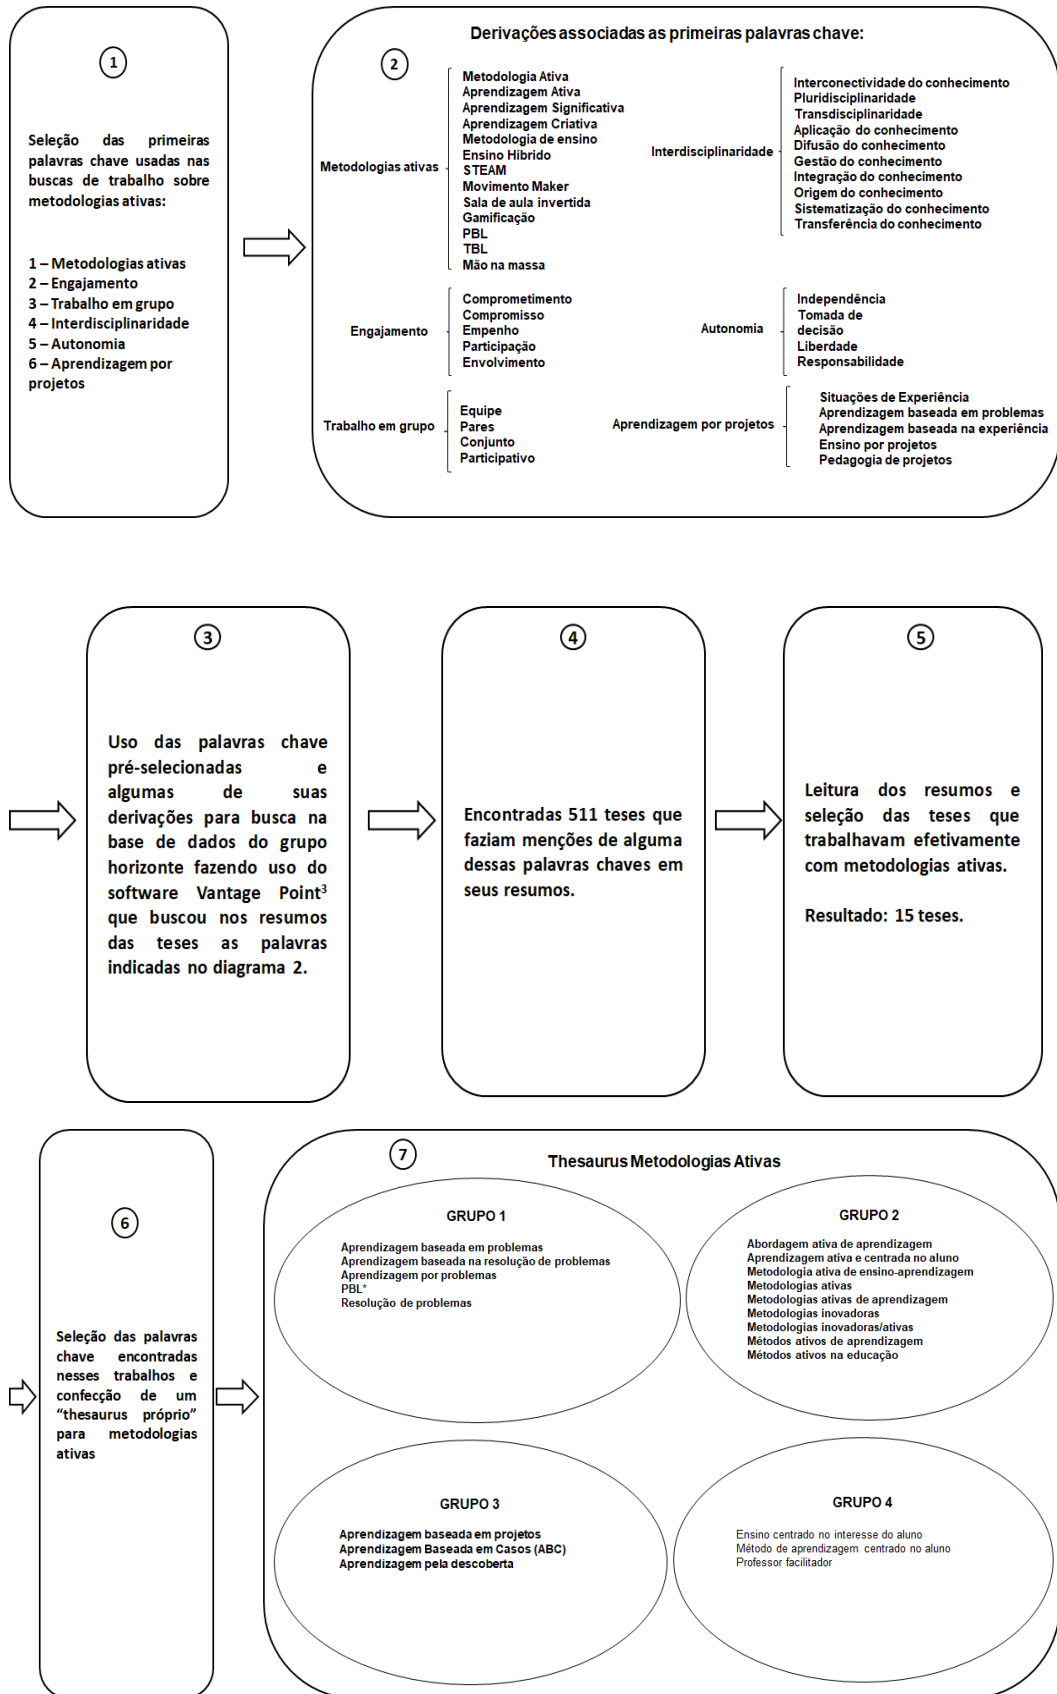 1
Seleção das primeiras
palavras chave usadas nas
buscas de trabalho sobre
metodologias ativas:
1 – Metodologias ativas
2 – Engajamento
3 – Trabalho em grupo
4 – Interdisciplinaridade
5 – Autonomia
6 – Aprendizagem por
projetos
Derivações associadas as primeiras palavras chave:
2
Metodologias ativas
Metodologia Ativa
Aprendizagem Ativa
Aprendizagem Significativa
Aprendizagem Criativa
Metodologia de ensino
Ensino Híbrido
STEAM
Movimento Maker
Sala de aula invertida
Gamificação
PBL
TBL
Mão na massa
Interdisciplinaridade
Interconectividade do conhecimento
Pluridisciplinaridade
Transdisciplinaridade
Aplicação do conhecimento
Difusão do conhecimento
Gestão do conhecimento
Integração do conhecimento
Origem do conhecimento
Sistematização do conhecimento
Transferência do conhecimento
Engajamento
Comprometimento
Compromisso
Empenho
Participação
Envolvimento
Autonomia
Independência
Tomada de
decisão
Liberdade
Responsabilidade
Trabalho em grupo
Equipe
Pares
Conjunto
Participativo
Aprendizagem por projetos
Situações de Experiência
Aprendizagem baseada em problemas
Aprendizagem baseada na experiência
Ensino por projetos
Pedagogia de projetos
3
Uso das palavras chave
pré-selecionadas e
algumas de suas
derivações para busca na
base de dados do grupo
horizonte fazendo uso do
software Vantage Point³
que buscou nos resumos
das teses as palavras
indicadas no diagrama 2.
4
Encontradas 511 teses que
faziam menções de alguma
dessas palavras chaves em
seus resumos.
5
Leitura dos resumos e
seleção das teses que
trabalhavam efetivamente
com metodologias ativas.
Resultado: 15 teses.
6
Seleção das palavras
chave encontradas
nesses trabalhos e
confecção de um
“thesaurus próprio”
para metodologias
ativas
7
Thesaurus Metodologias Ativas
GRUPO 1
Aprendizagem baseada em problemas
Aprendizagem baseada na resolução de problemas
Aprendizagem por problemas
PBL*
Resolução de problemas
GRUPO 2
Abordagem ativa de aprendizagem
Aprendizagem ativa e centrada no aluno
Metodologia ativa de ensino-aprendizagem
Metodologias ativas
Metodologias ativas de aprendizagem
Metodologias inovadoras
Metodologias inovadoras/ativas
Métodos ativos de aprendizagem
Métodos ativos na educação
GRUPO 3
Aprendizagem baseada em projetos
Aprendizagem Baseada em Casos (ABC)
Aprendizagem pela descoberta
GRUPO 4
Ensino centrado no interesse do aluno
Método de aprendizagem centrado no aluno
Professor facilitador